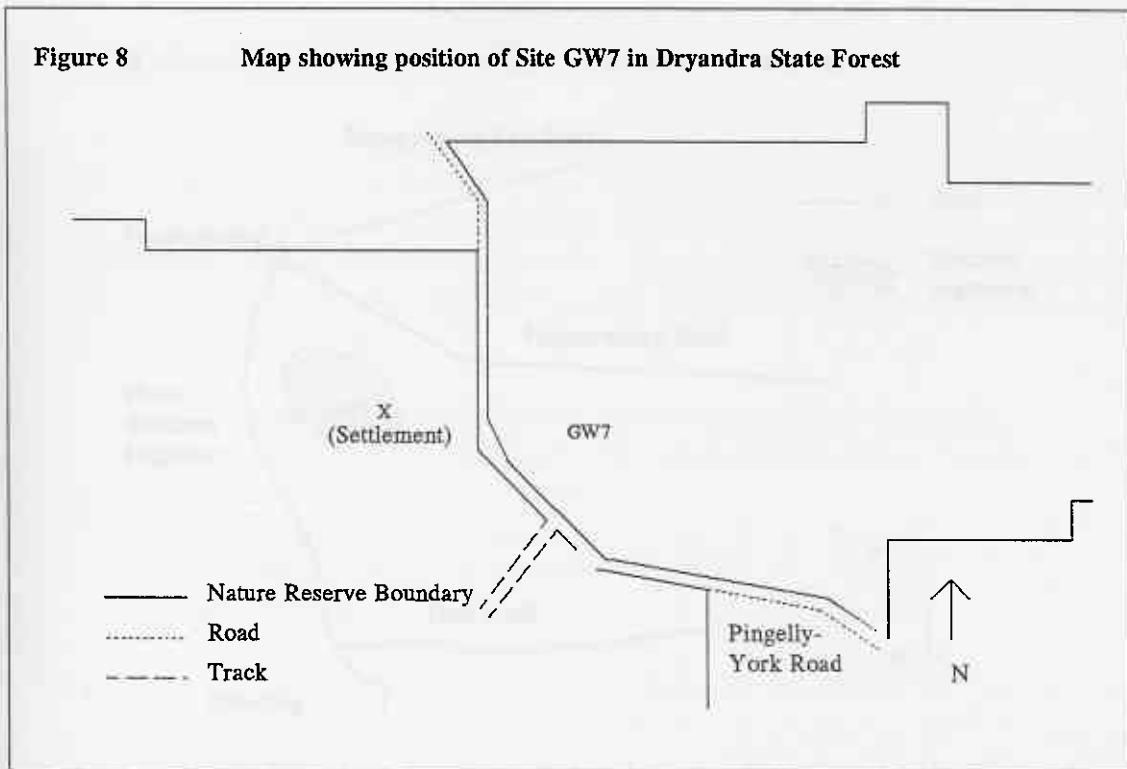 Figure 8 Map showing position of Site GW7 in Dryandra State Forest
X
(Settlement)
GW7
Nature Reserve Boundary
Road
Track
Pingelly-
York Road
N